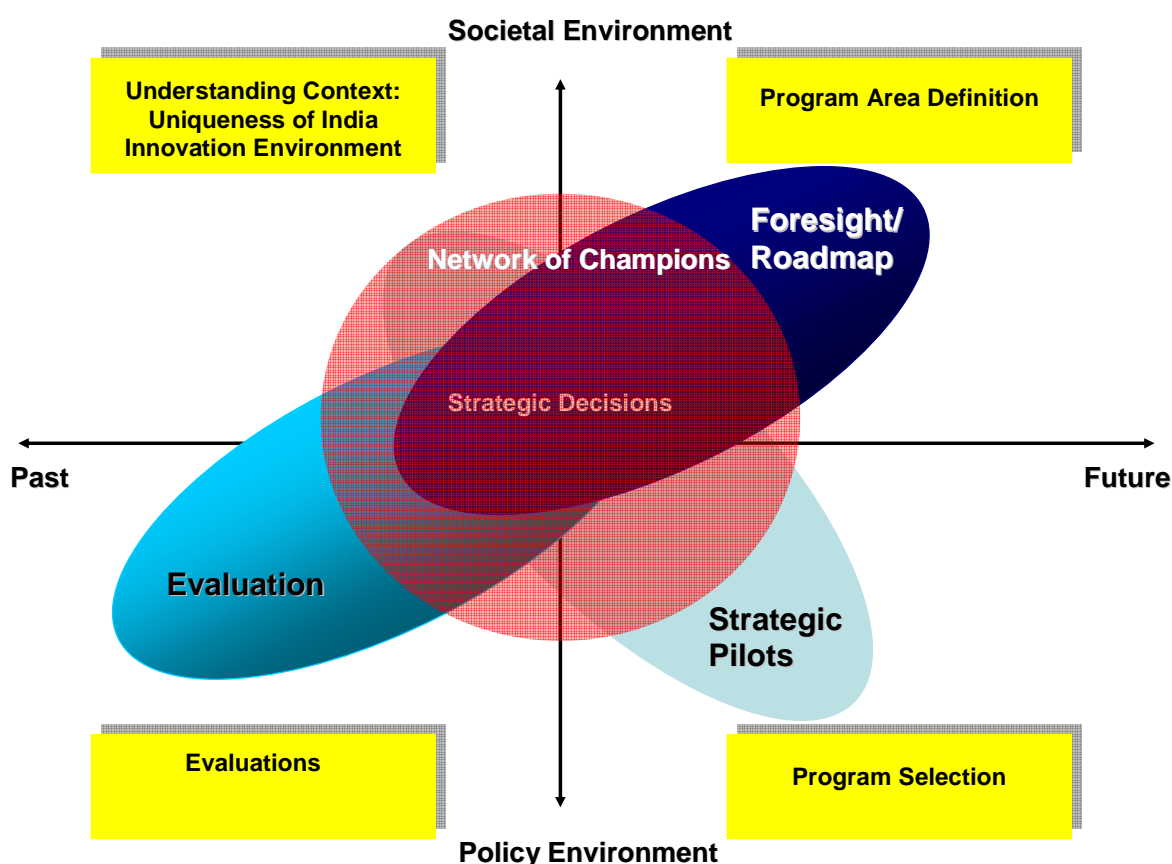 Societal Environment
Understanding Context:
Uniqueness of India
Innovation Environment
Program Area Definition
Foresight/
Roadmap
Network of Champions
Strategic Decisions
Past
Future
Evaluation
Strategic
Pilots
Evaluations
Program Selection
Policy Environment